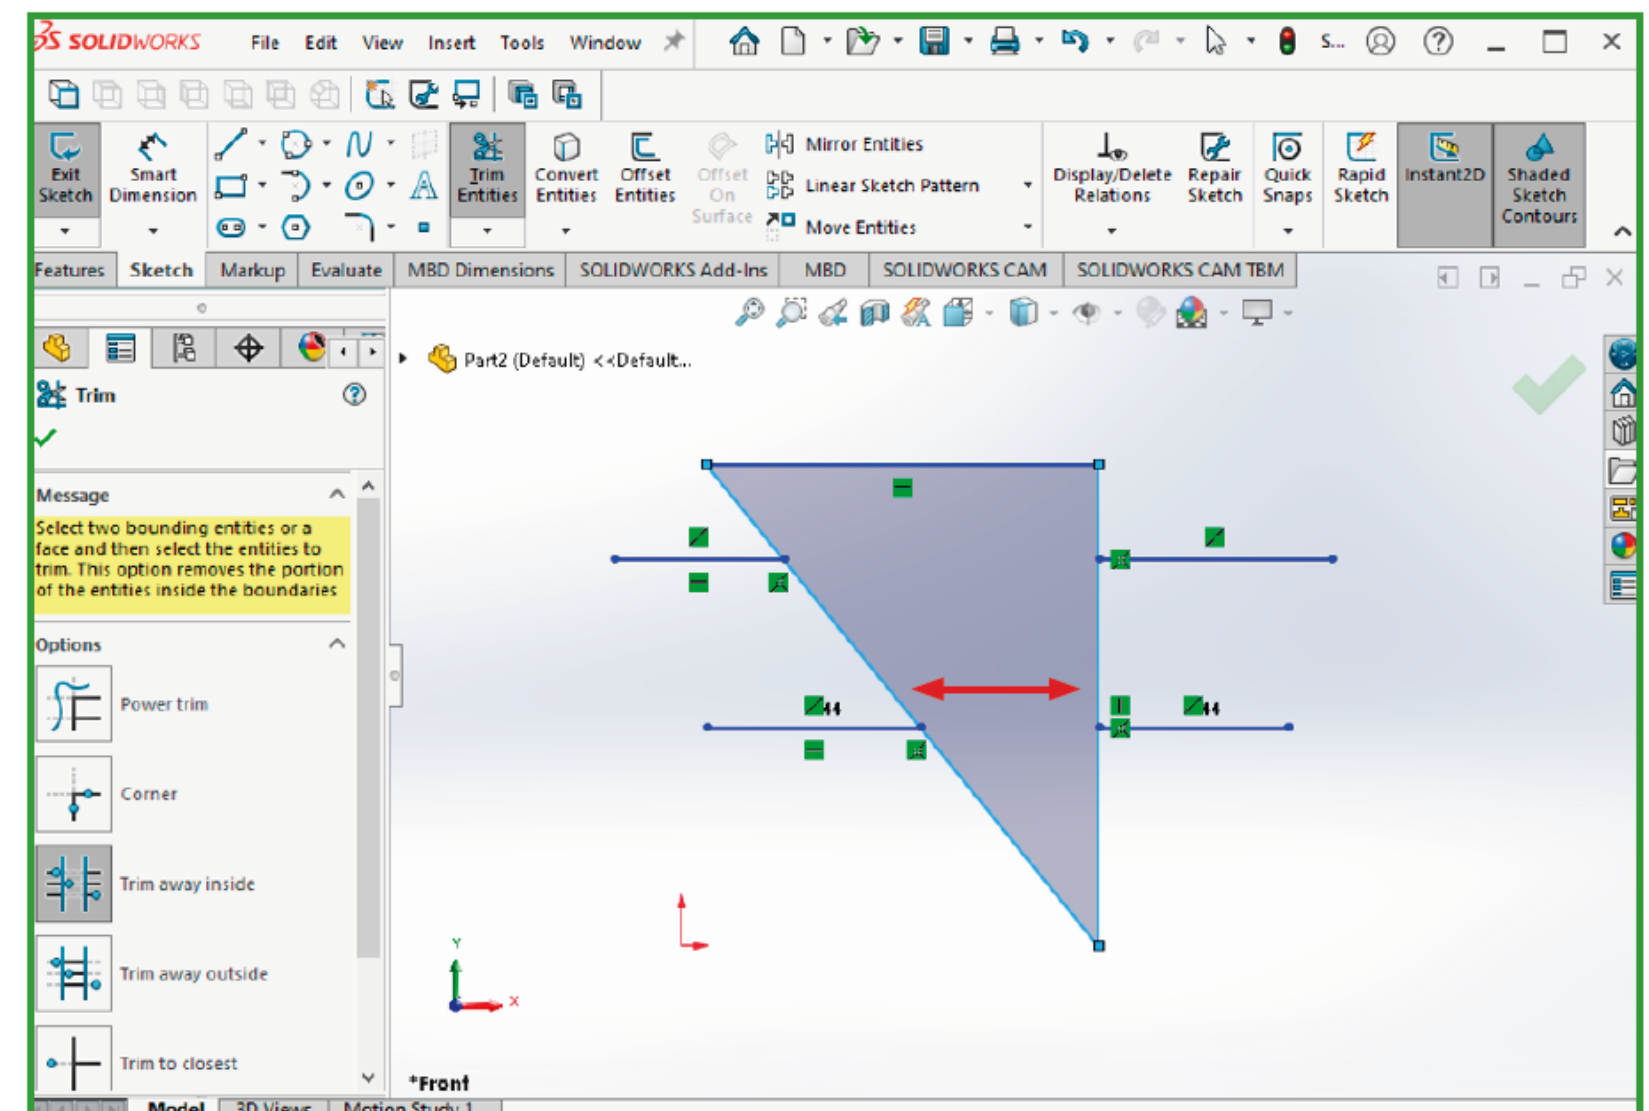 SOLIDWORKS File Edit View Insert Tools Window S...
Exit Sketch
Smart Dimension
Trim Entities
Convert Entities
Offset Entities
Offset On Surface
Mirror Entities
Linear Sketch Pattern
Move Entities
Display/Delete Relations
Repair Sketch
Quick Snaps
Rapid Sketch
Instant2D
Shaded Sketch Contours
Features Sketch Markup Evaluate MBD Dimensions SOLIDWORKS Add-Ins MBD SOLIDWORKS CAM SOLIDWORKS CAM TBM
Part2 (Default) <<Default...
Trim
Message
Select two bounding entities or a
face and then select the entities to
trim. This option removes the portion
of the entities inside the boundaries
Options
Power trim
Corner
Trim away inside
Trim away outside
Trim to closest
Y
X
*Front
Model 3D Views Motion Study 1